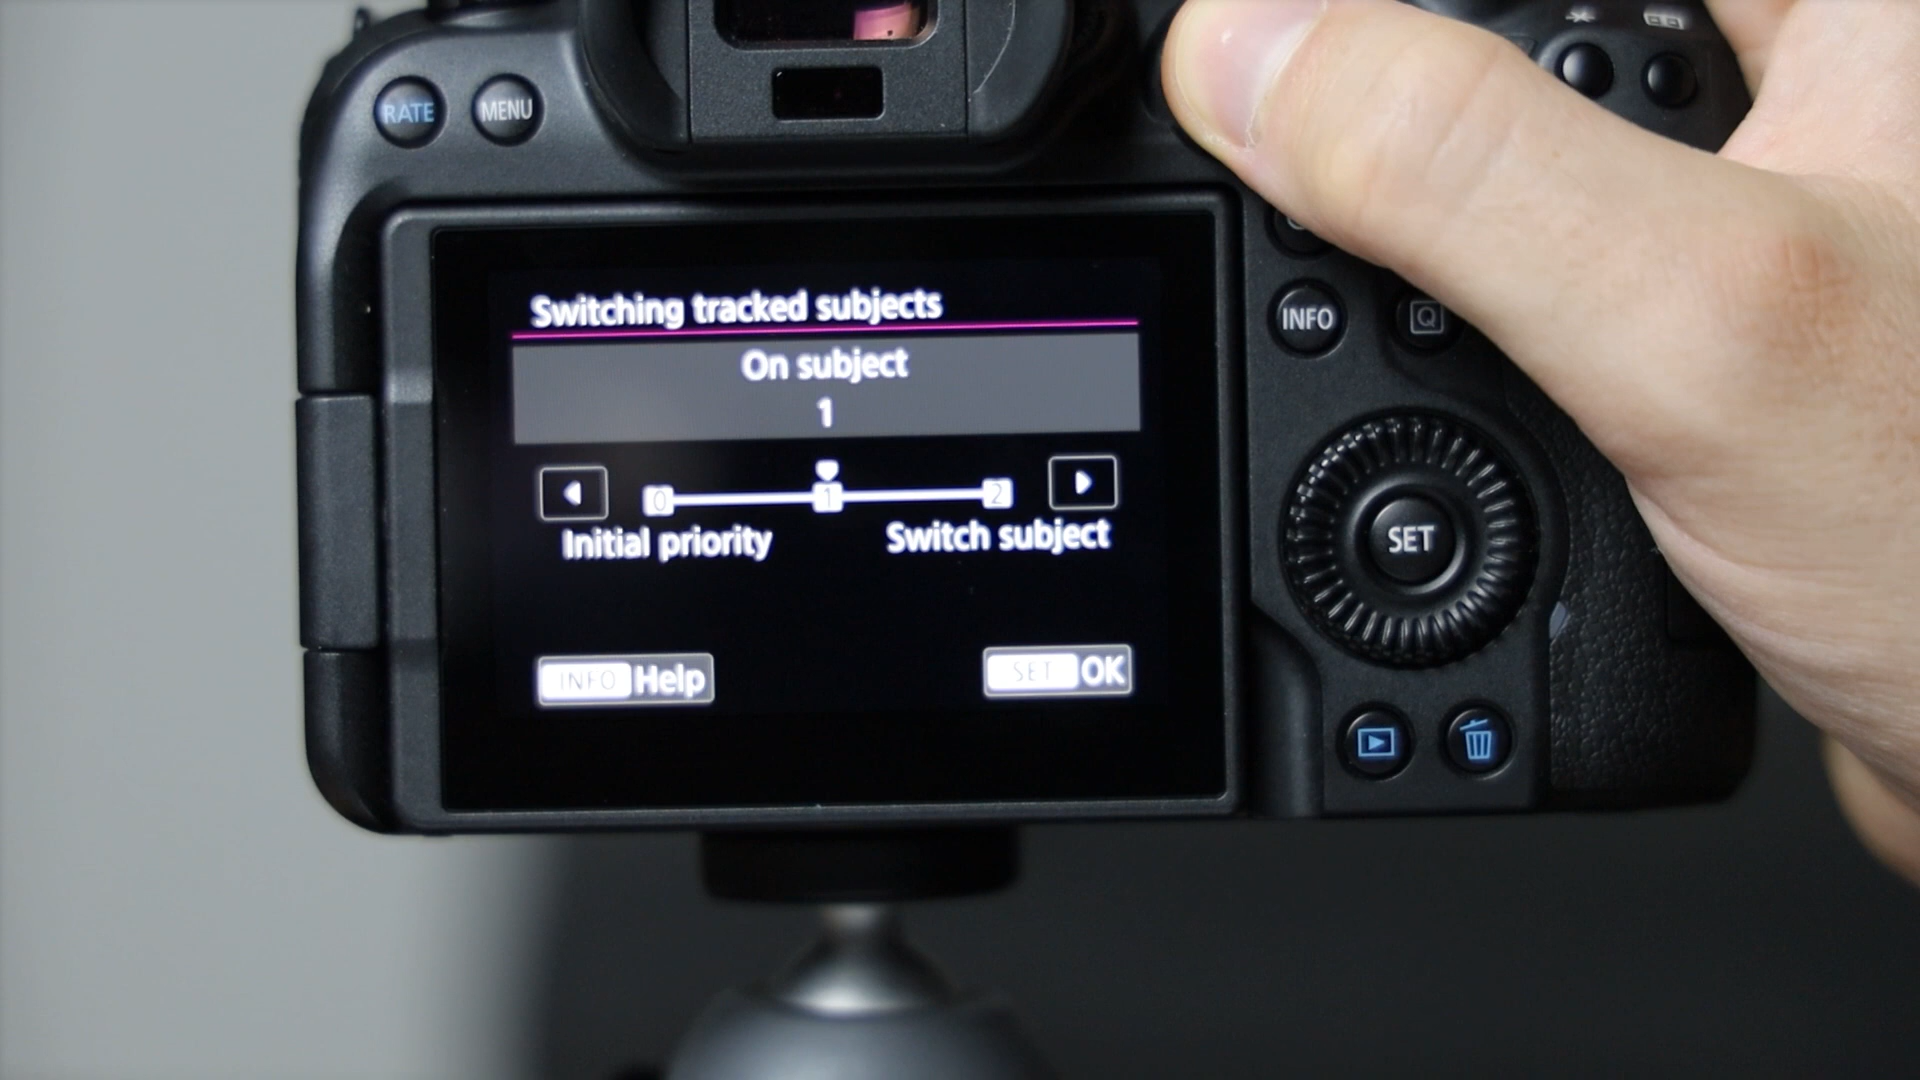 RATE MENU
Switching tracked subjects
On subject
1
0 1 2
Initial priority Switch subject
INFO Help SET OK
INFO Q
SET